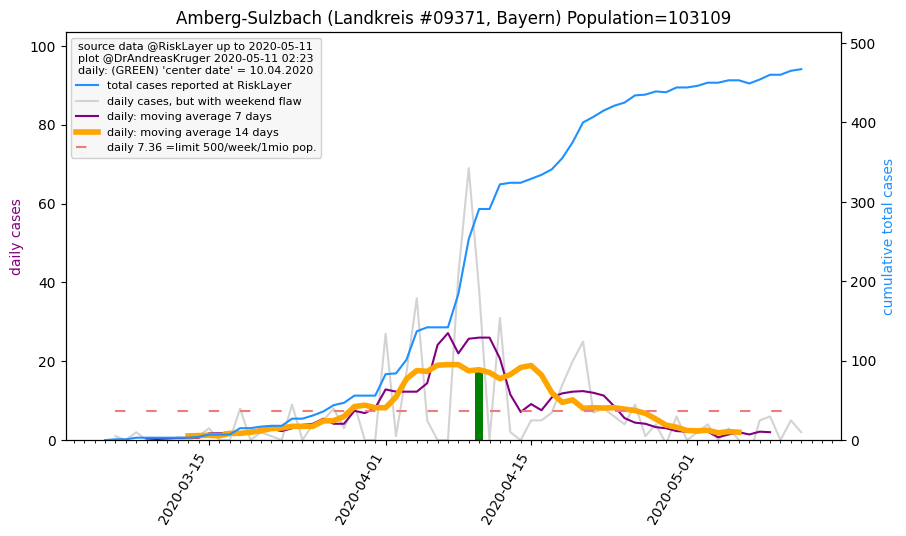 Amberg-Sulzbach (Landkreis #09371, Bayern) Population=103109
source data @RiskLayer up to 2020-05-11
plot @DrAndreasKruger 2020-05-11 02:23
daily: (GREEN) 'center date' = 10.04.2020
total cases reported at RiskLayer
daily cases, but with weekend flaw
daily: moving average 7 days
daily: moving average 14 days
daily 7.36 =limit 500/week/1mio pop.
daily cases
100
80
60
40
20
0
cumulative total cases
500
400
300
200
100
0
2020-03-15
2020-04-01
2020-04-15
2020-05-01